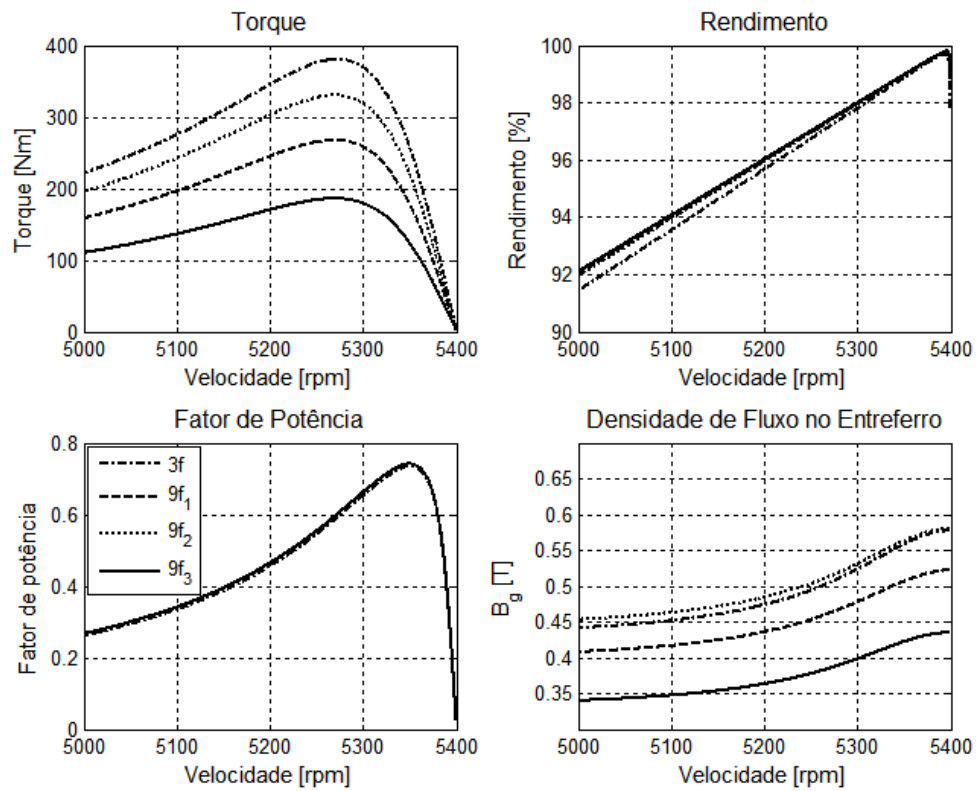 Torque
400
300
200
100
0
Torque [Nm]
5000 5100 5200 5300 5400
Velocidade [rpm]
Rendimento
100
98
96
94
92
90
Rendimento [%]
5000 5100 5200 5300 5400
Velocidade [rpm]
Fator de Potência
0.8
0.6
0.4
0.2
0
Fator de potência
3f
9f1
9f2
9f3
5000 5100 5200 5300 5400
Velocidade [rpm]
Densidade de Fluxo no Entreferro
0.65
0.6
0.55
0.5
0.45
0.4
0.35
Bg [T]
5000 5100 5200 5300 5400
Velocidade [rpm]